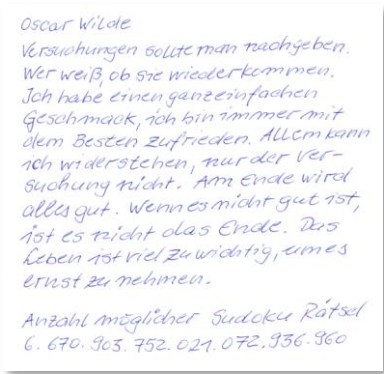 Oscar Wilde
Versuchungen sollte man nachgeben.
Wer weiß, ob sie wiederkommen.
Ich habe einen ganz einfachen
Geschmack, ich bin immer mit
dem Besten zufrieden. Allem kann
ich widerstehen, nur der Ver-
suchung nicht. Am Ende wird
alles gut. Wenn es nicht gut ist,
ist es nicht das Ende. Das
Leben ist viel zu wichtig, um es
ernst zu nehmen.
Anzahl möglicher Sudoku Rätsel
6.670.903.752.021.072.936.960